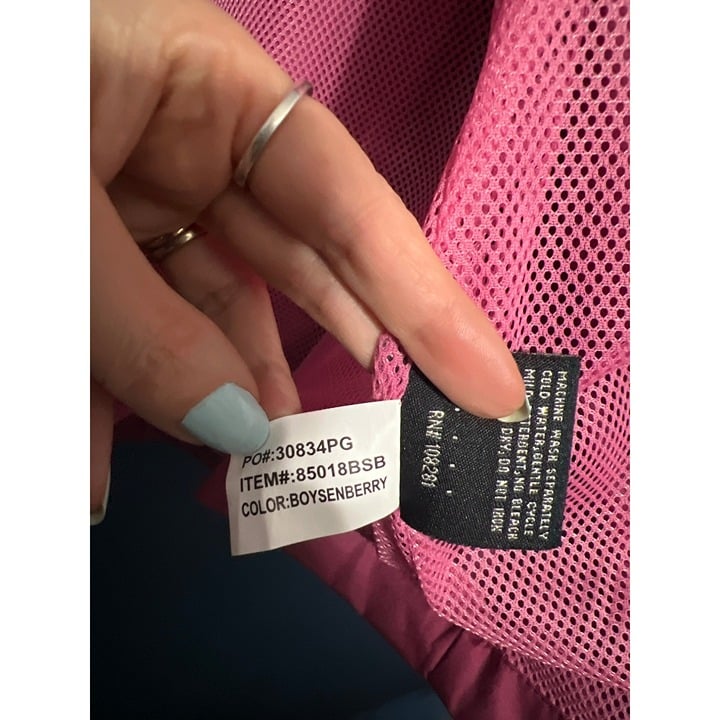 PO#:30834PG
ITEM#:85018BSB
COLOR:BOYSENBERRY
MACHINE WASH SEPARATELY
COLD WATER,GENTLE CYCLE
NO BLEACH
DRY; DO NOT IRON
RN#:108281